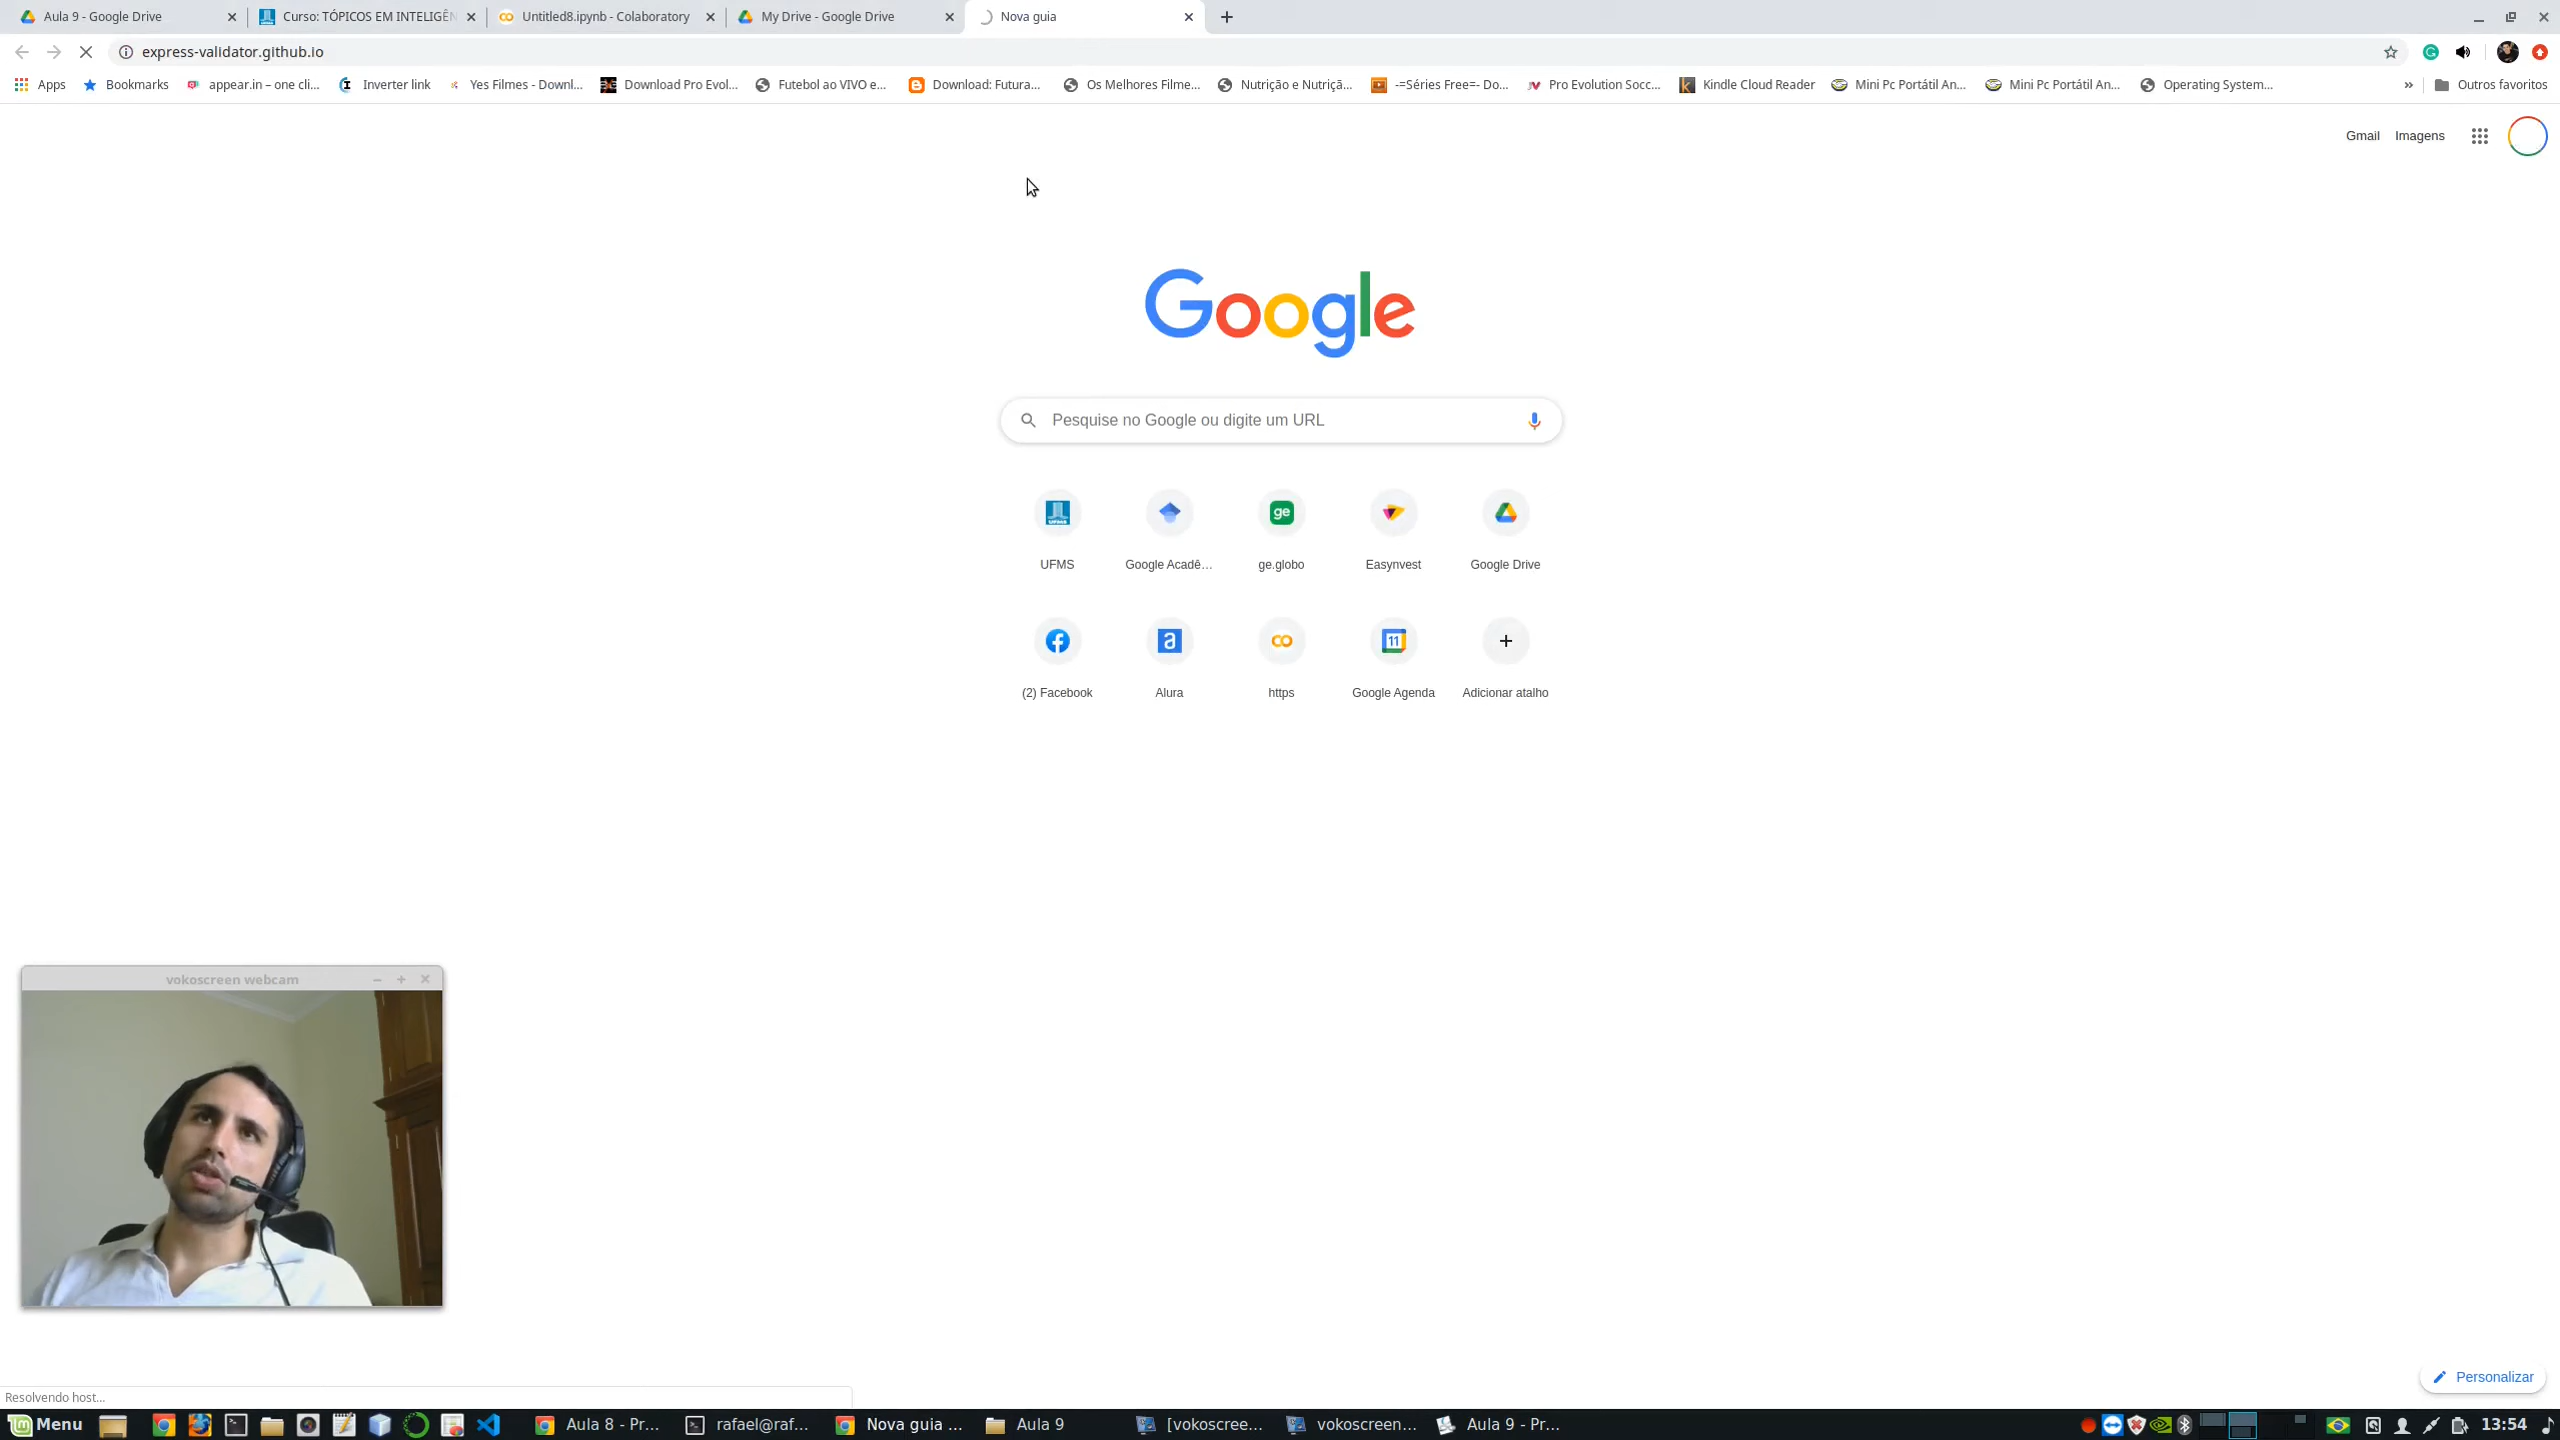 Aula 9 - Google Drive
Curso: TÓPICOS EM INTELIGÊN
Untitled8.ipynb - Colaboratory
My Drive - Google Drive
Nova guia
express-validator.github.io
Apps
Bookmarks
appear.in – one cli...
Inverter link
Yes Filmes - Downl...
Download Pro Evol...
Futebol ao VIVO e...
Download: Futura...
Os Melhores Filme...
Nutrição e Nutriçã...
-=Séries Free=- Do...
Pro Evolution Socc...
Kindle Cloud Reader
Mini Pc Portátil An...
Mini Pc Portátil An...
Operating System...
»
Outros favoritos
Gmail
Imagens
Google
Pesquise no Google ou digite um URL
UFMS
Google Acadê...
ge
ge.globo
Easynvest
Google Drive
(2) Facebook
a
Alura
https
11
Google Agenda
Adicionar atalho
vokoscreen webcam
Personalizar
Resolvendo host...
Menu
Aula 8 - Pr...
rafael@raf...
Nova guia ...
Aula 9
[vokoscree...
vokoscreen...
Aula 9 - Pr...
13:54